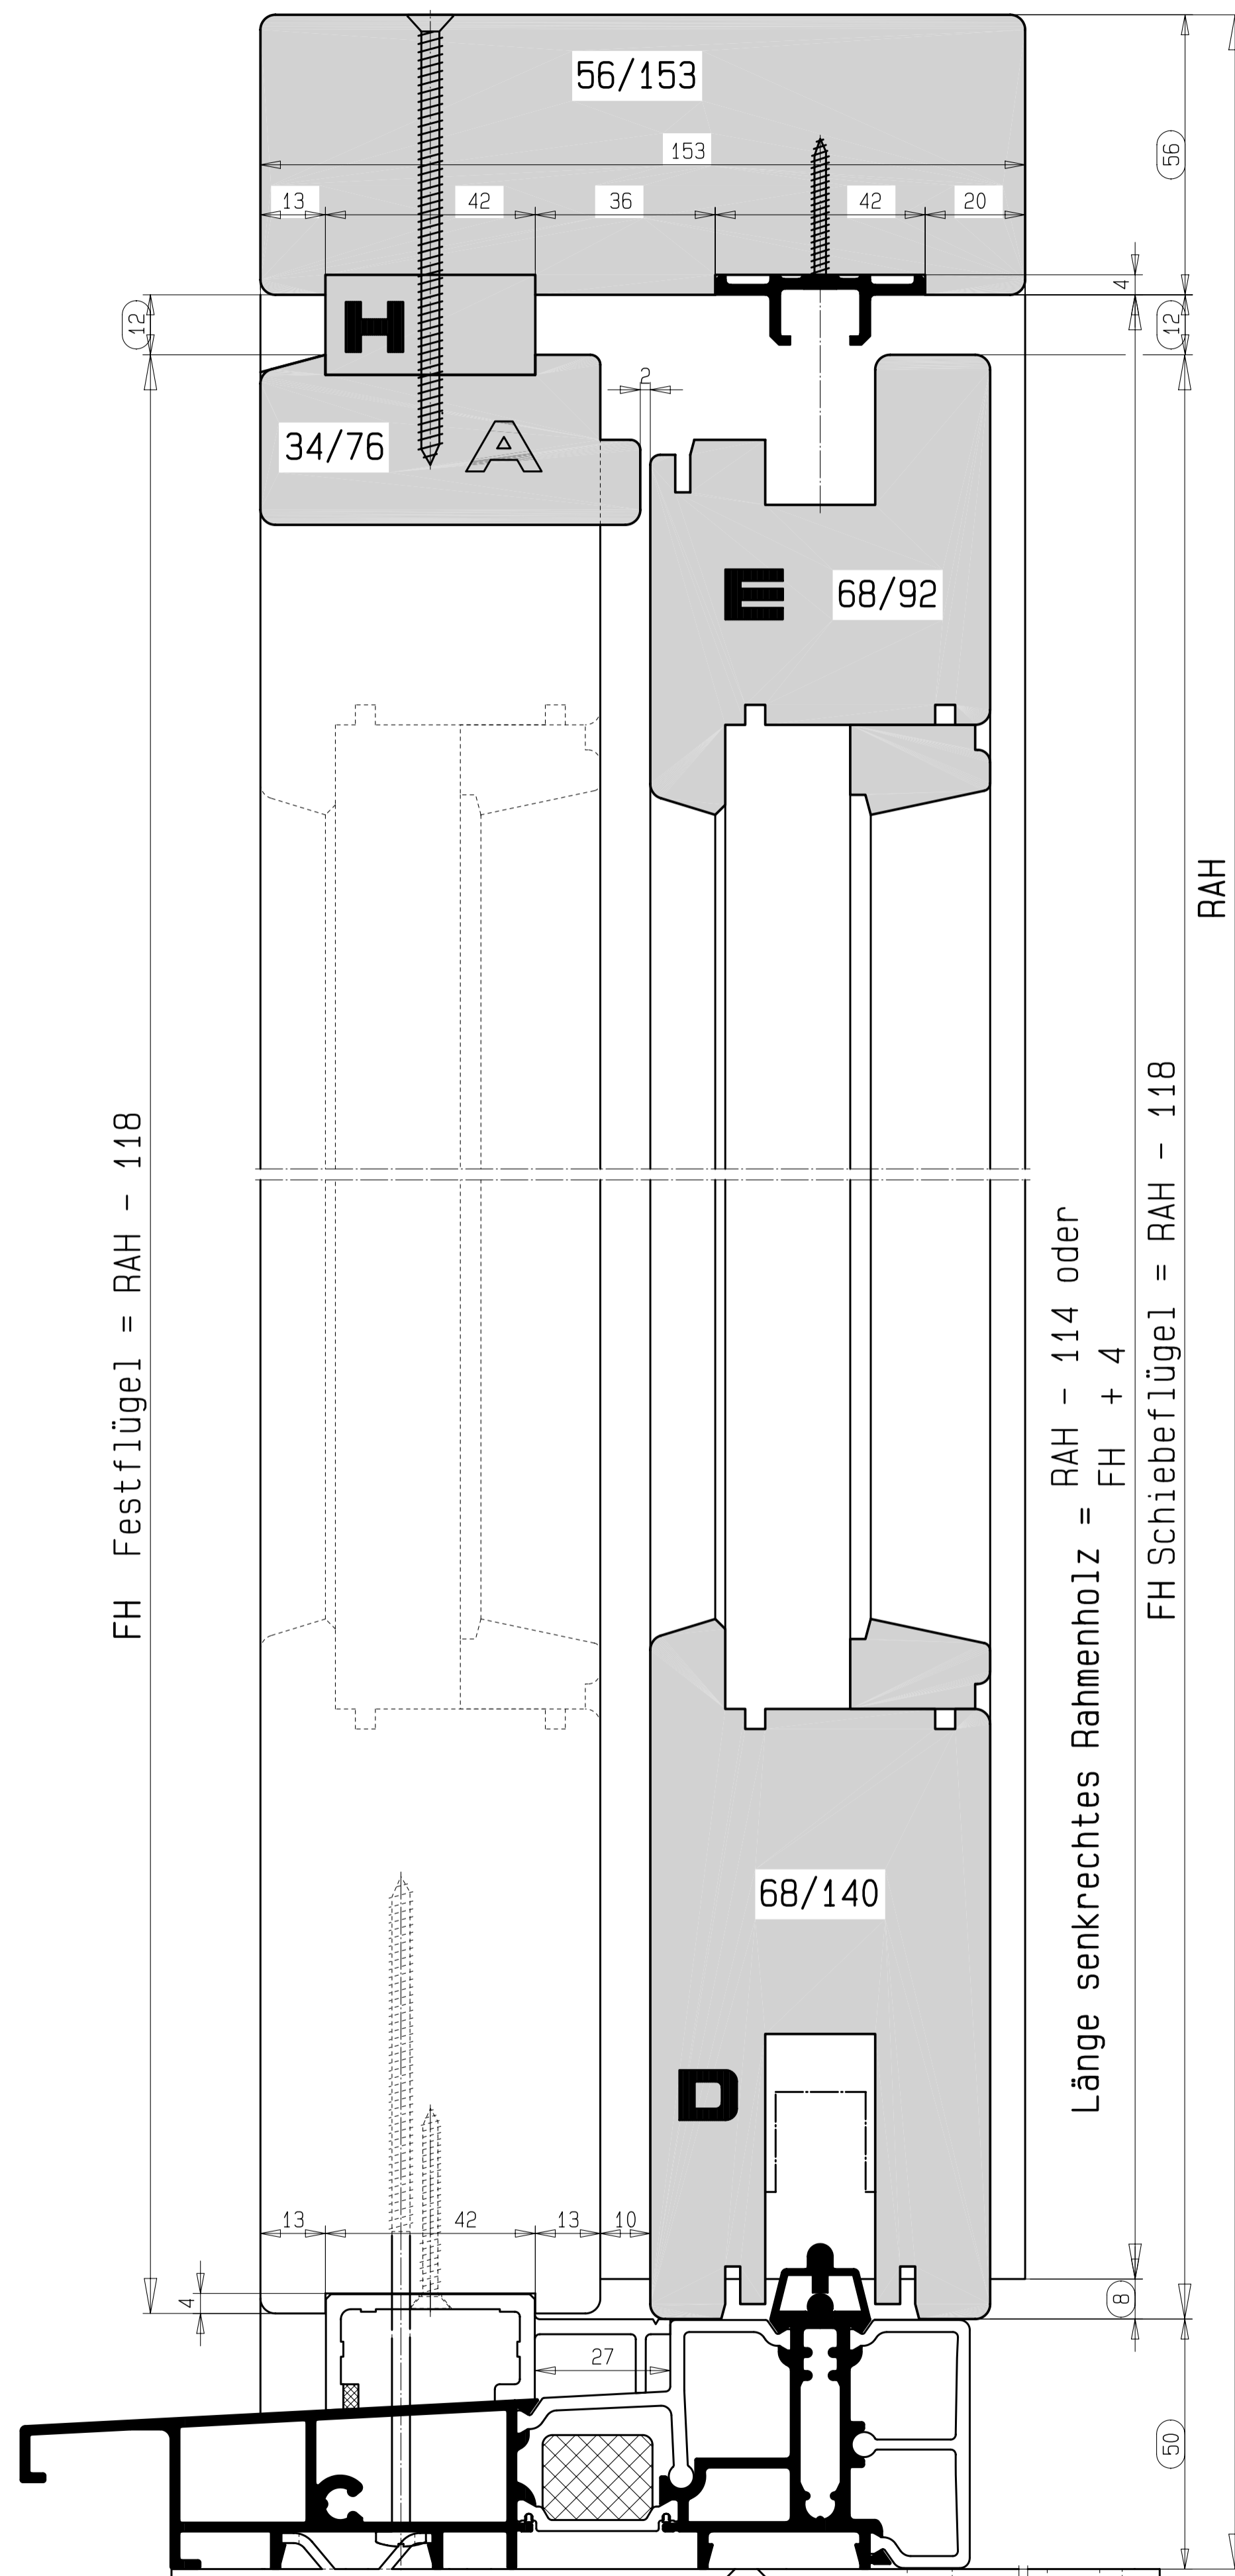 56/153
153
13
42
36
42
20
56
4
12
12
H
2
34/76
A
E
68/92
RAH
FH Festflügel = RAH - 118
Länge senkrechtes Rahmenholz = RAH - 114 oder
FH + 4
FH Schiebeflügel = RAH - 118
68/140
D
13
42
13
10
4
8
27
50